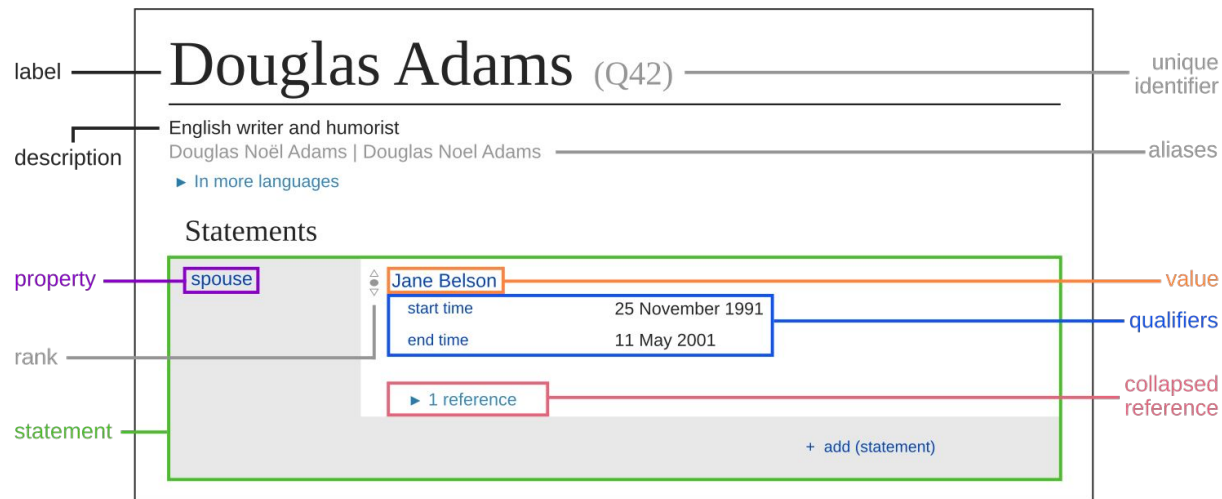 label
Douglas Adams (Q42)
unique
identifier
description
English writer and humorist
Douglas Noël Adams | Douglas Noel Adams
aliases
► In more languages
Statements
property
spouse
Jane Belson
value
start time 25 November 1991
end time 11 May 2001
qualifiers
rank
► 1 reference
collapsed
reference
statement
+ add (statement)